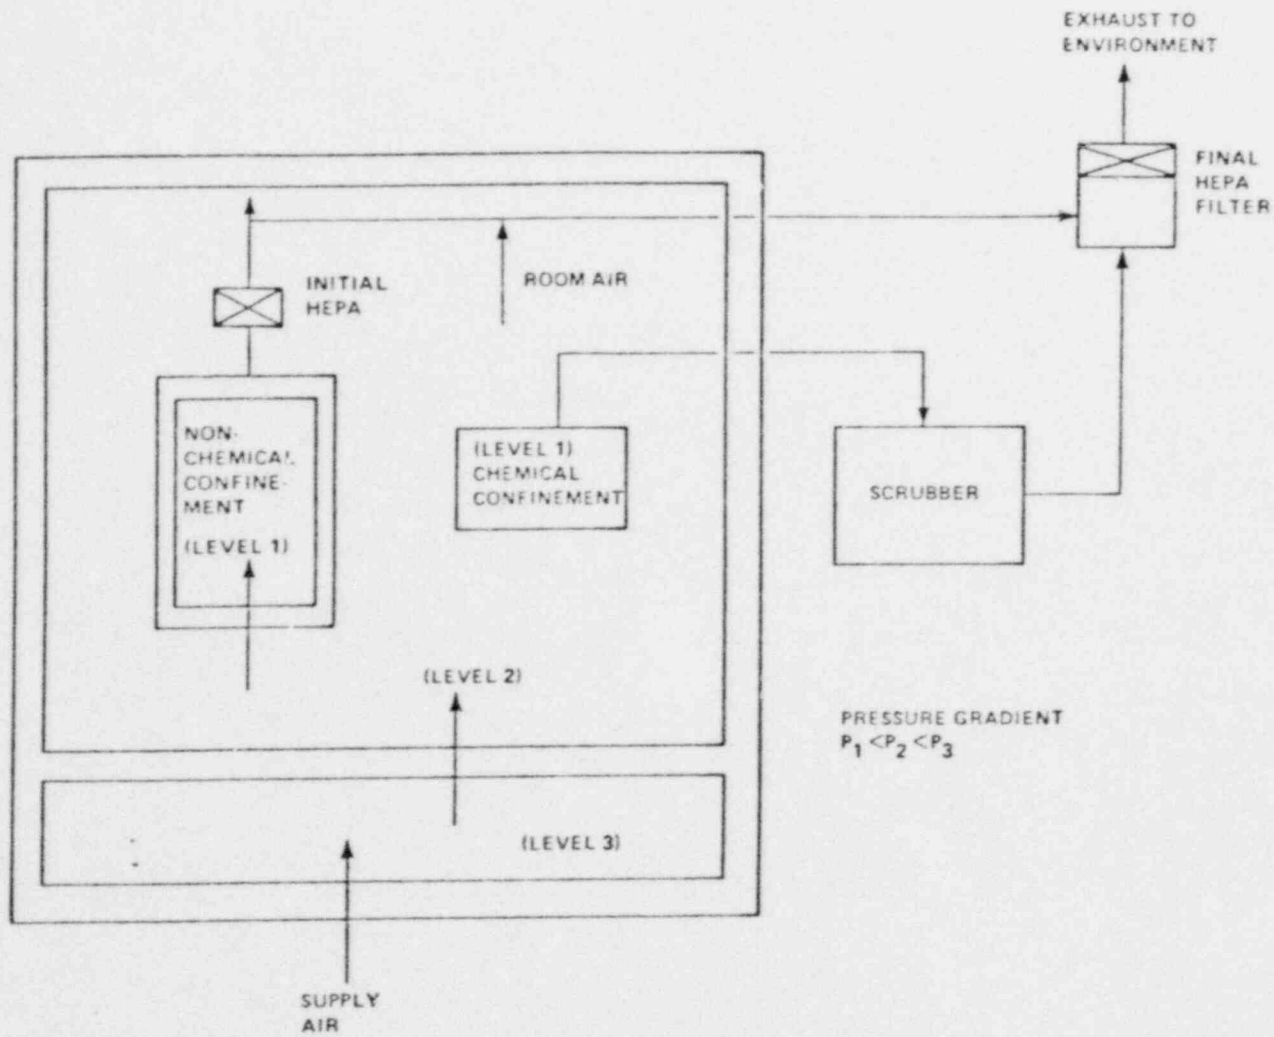 EXHAUST TO
ENVIRONMENT
FINAL
HEPA
FILTER
INITIAL
HEPA
ROOM AIR
NON-
CHEMICAL
CONFINE-
MENT
(LEVEL 1)
(LEVEL 1)
CHEMICAL
CONFINEMENT
SCRUBBER
(LEVEL 2)
PRESSURE GRADIENT
P₁ <P₂ <P₃
(LEVEL 3)
SUPPLY
AIR